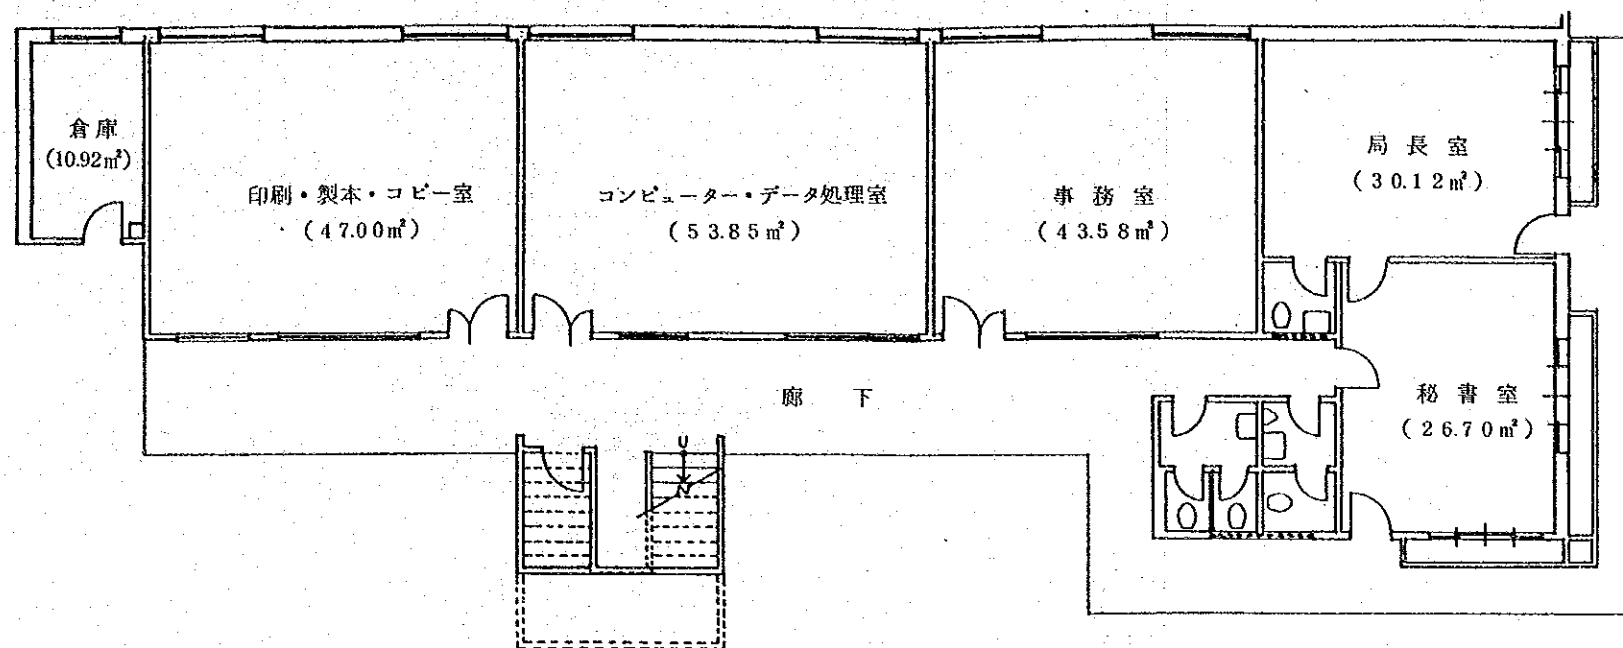 倉庫
(10.92㎡)
印刷・製本・コピー室
(47.00㎡)
コンピューター・データ処理室
(53.85㎡)
事務室
(43.58㎡)
局長室
(30.12㎡)
秘書室
(26.70㎡)
廊下
U